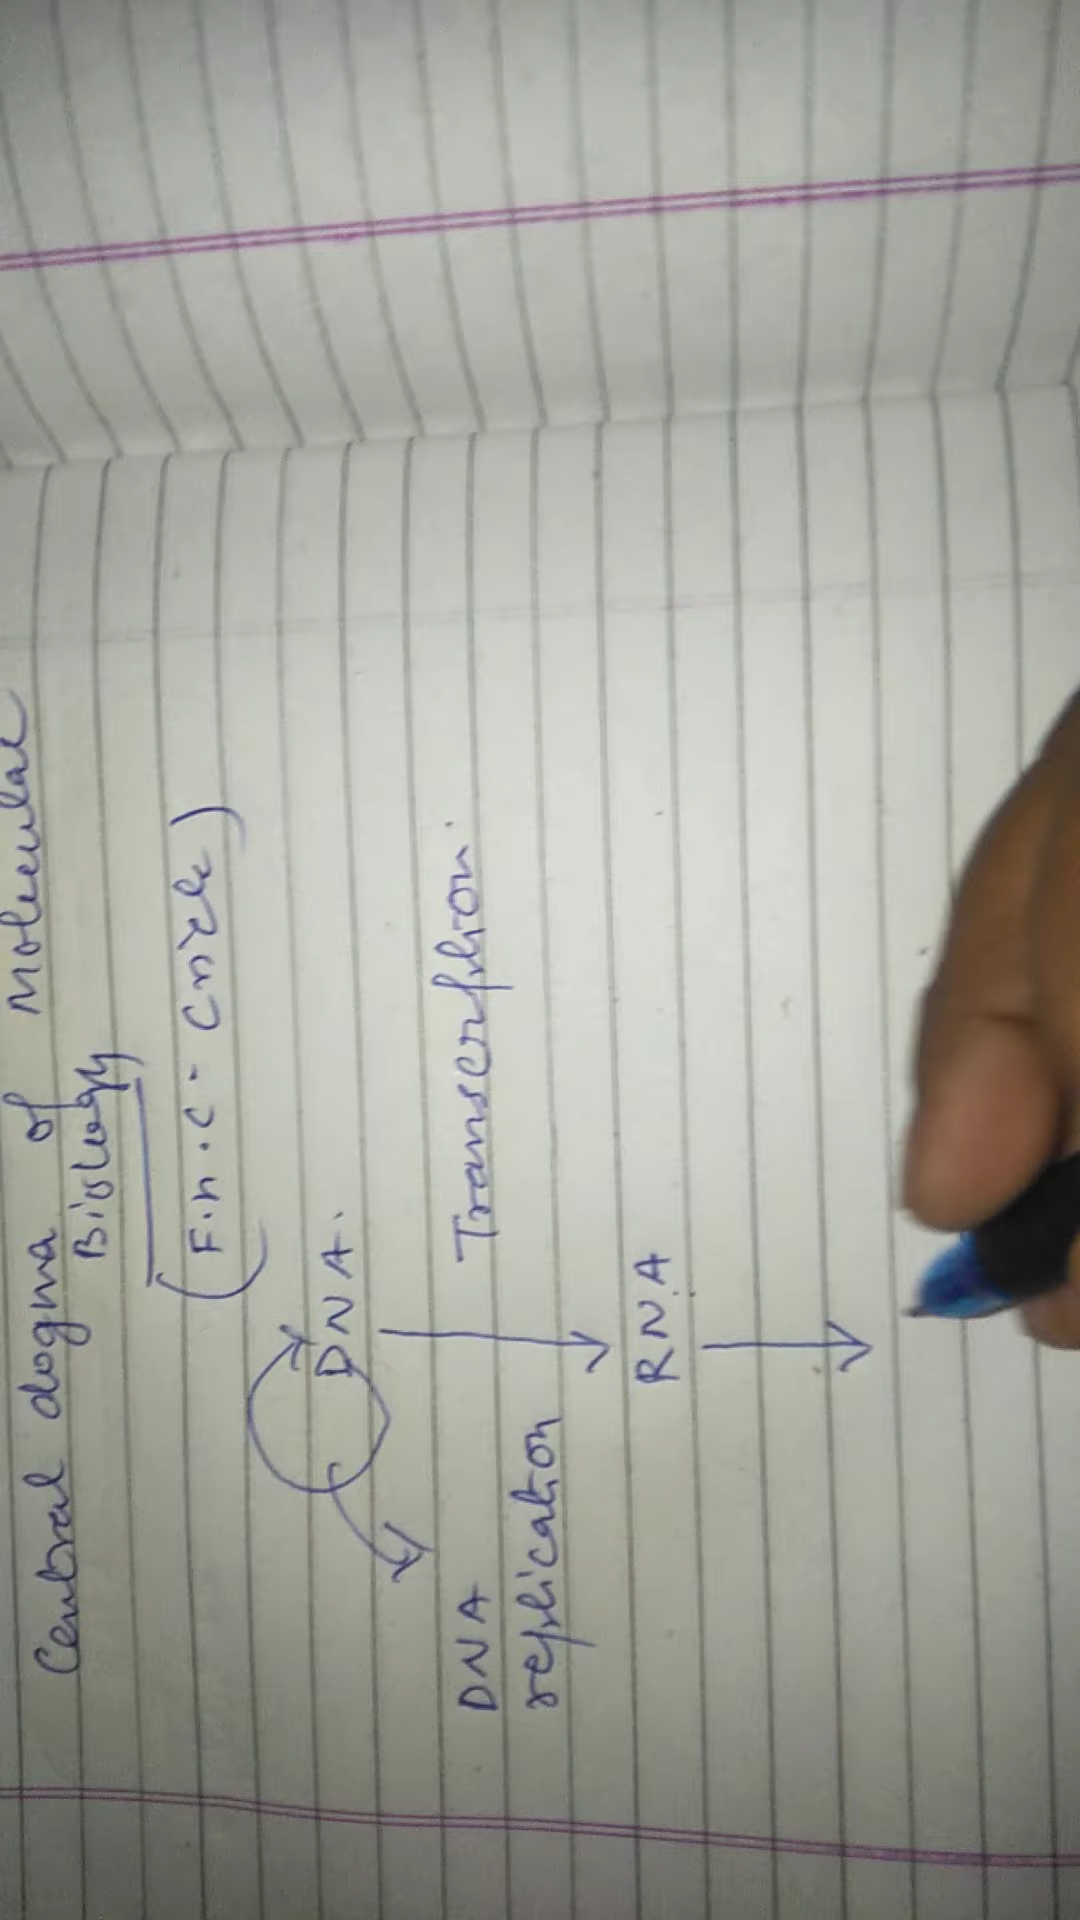 Central dogma of Molecular
Biology
(F.H.C - Crick)
DNA.
Transcription.
DNA
replication
RNA